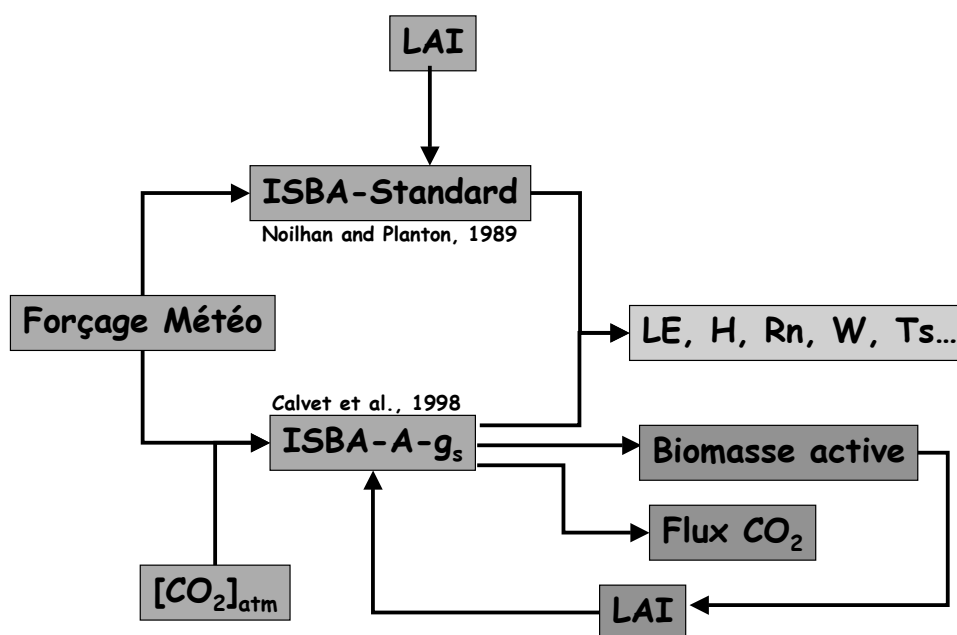 LAI
ISBA-Standard
Noilhan and Planton, 1989
Forçage Météo
LE, H, Rn, W, Ts...
Calvet et al., 1998
ISBA-A-gs
Biomasse active
Flux CO2
[CO2]atm
LAI